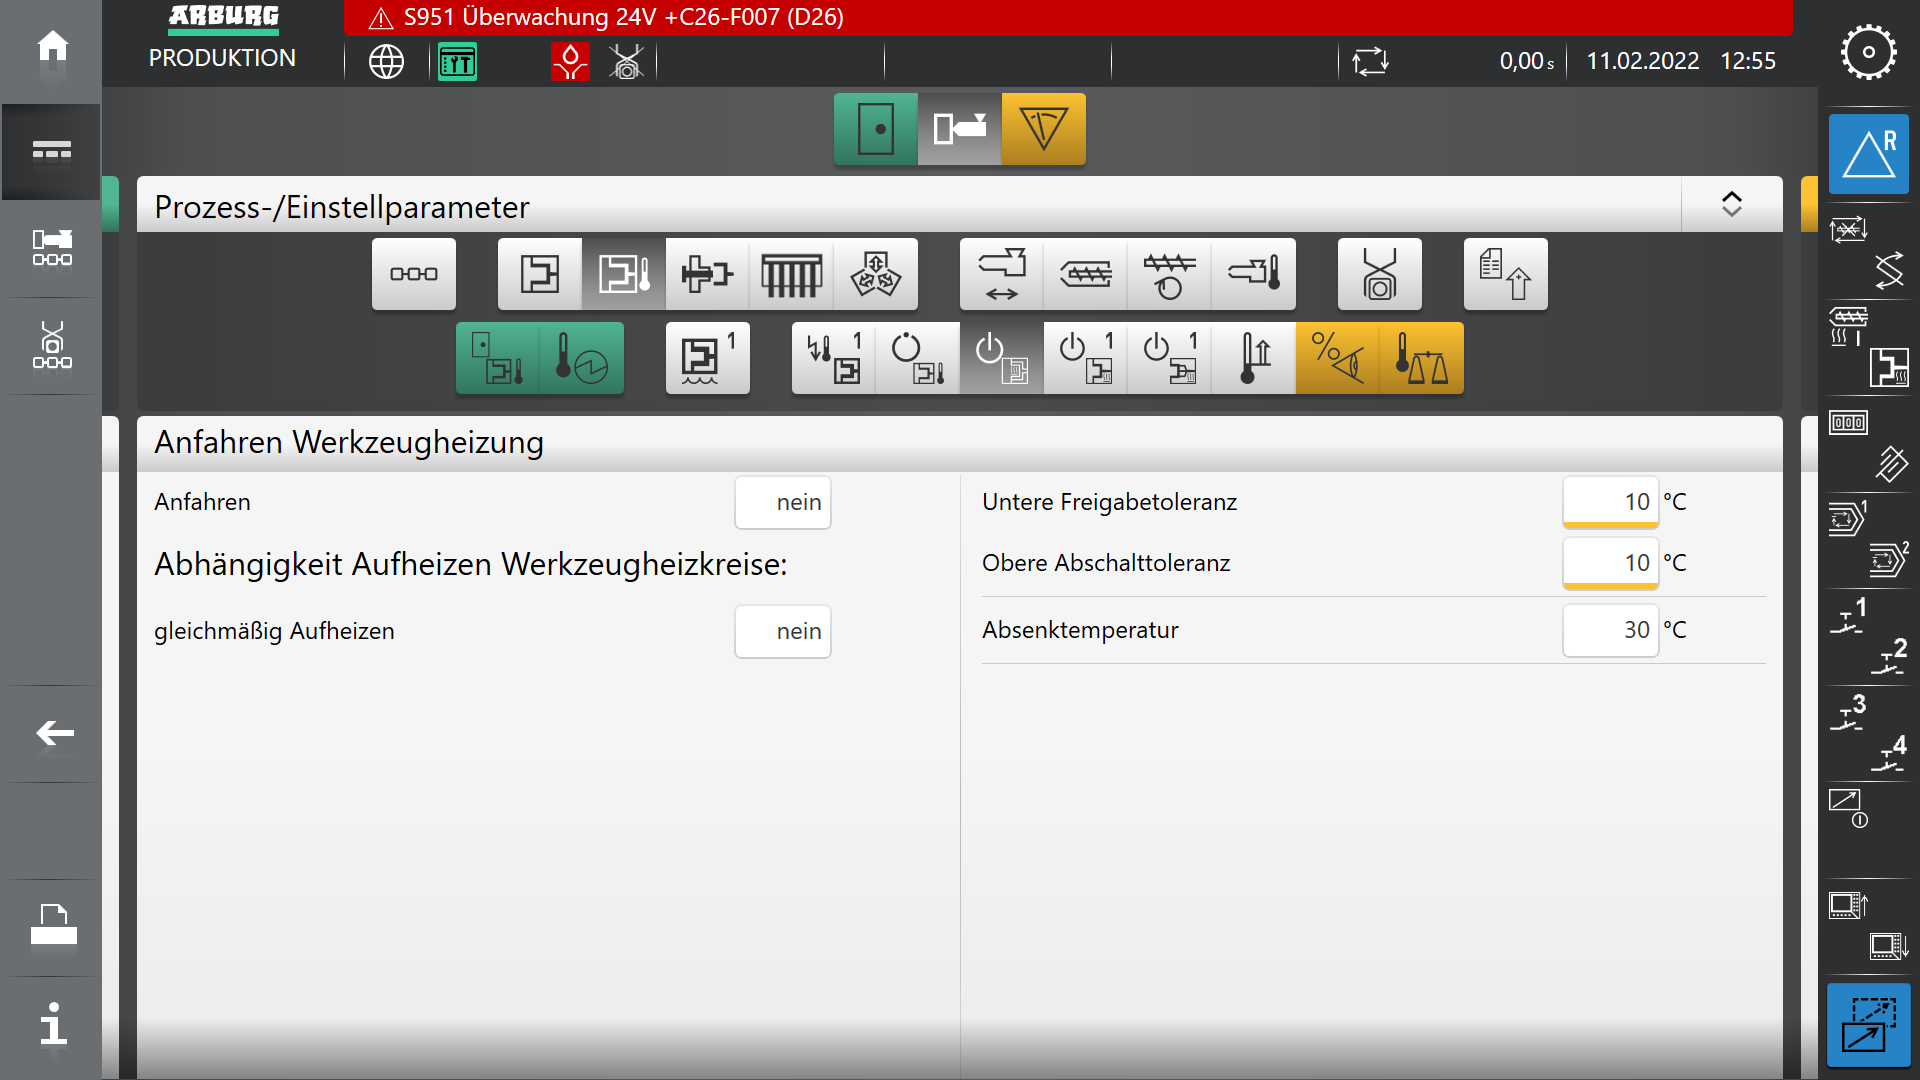 ARBURG
S951 Überwachung 24V +C26-F007 (D26)
PRODUKTION
0,00 s
11.02.2022 12:55
R
Prozess-/Einstellparameter
1
1
1
1
%
Anfahren Werkzeugheizung
Anfahren
nein
Untere Freigabetoleranz
10 °C
Abhängigkeit Aufheizen Werkzeugheizkreise:
Obere Abschalttoleranz
10 °C
gleichmäßig Aufheizen
nein
Absenktemperatur
30 °C
000
1
2
1
2
3
4